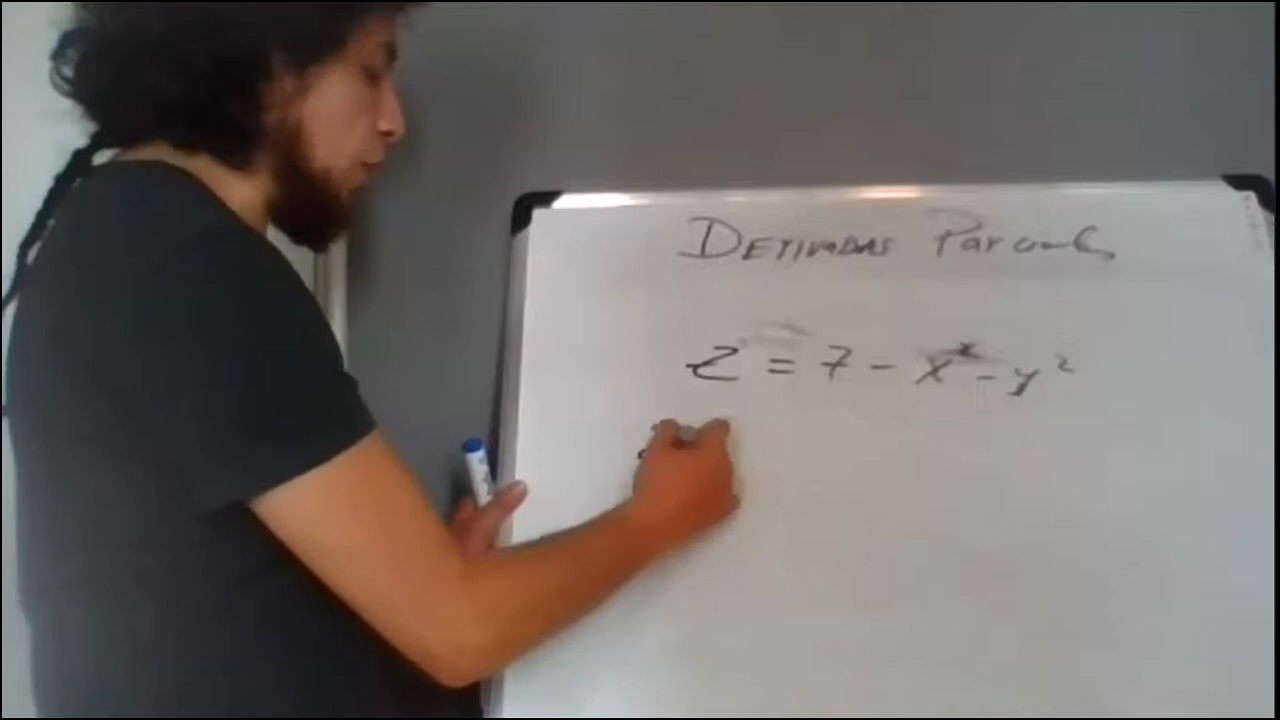 Derivadas Parciales
Z = 7 - x² - y²